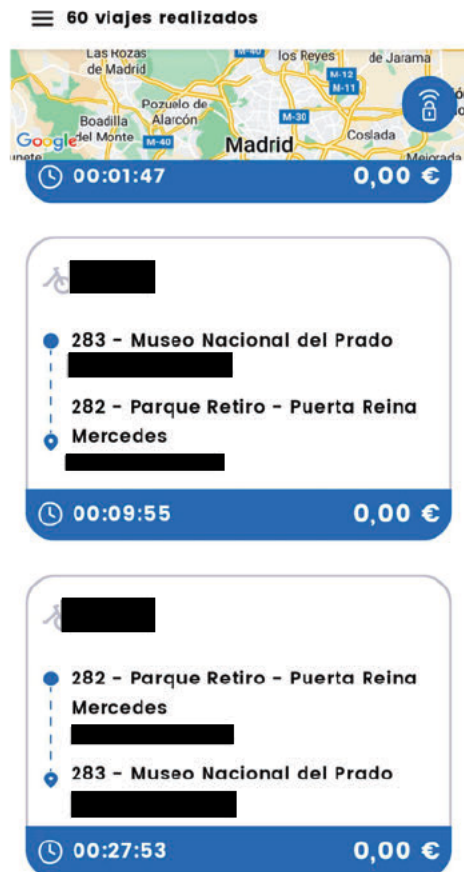 60 viajes realizados
Las Rozas
de Madrid
M-40
los Reyes
de Jarama
M-12
M-11
Pozuelo de
Alarcón
Boadilla
del Monte
M-30
Coslada
Google
M-40
Madrid
Mejorada
00:01:47
0,00 €
283 - Museo Nacional del Prado
282 - Parque Retiro - Puerta Reina
Mercedes
00:09:55
0,00 €
282 - Parque Retiro - Puerta Reina
Mercedes
283 - Museo Nacional del Prado
00:27:53
0,00 €